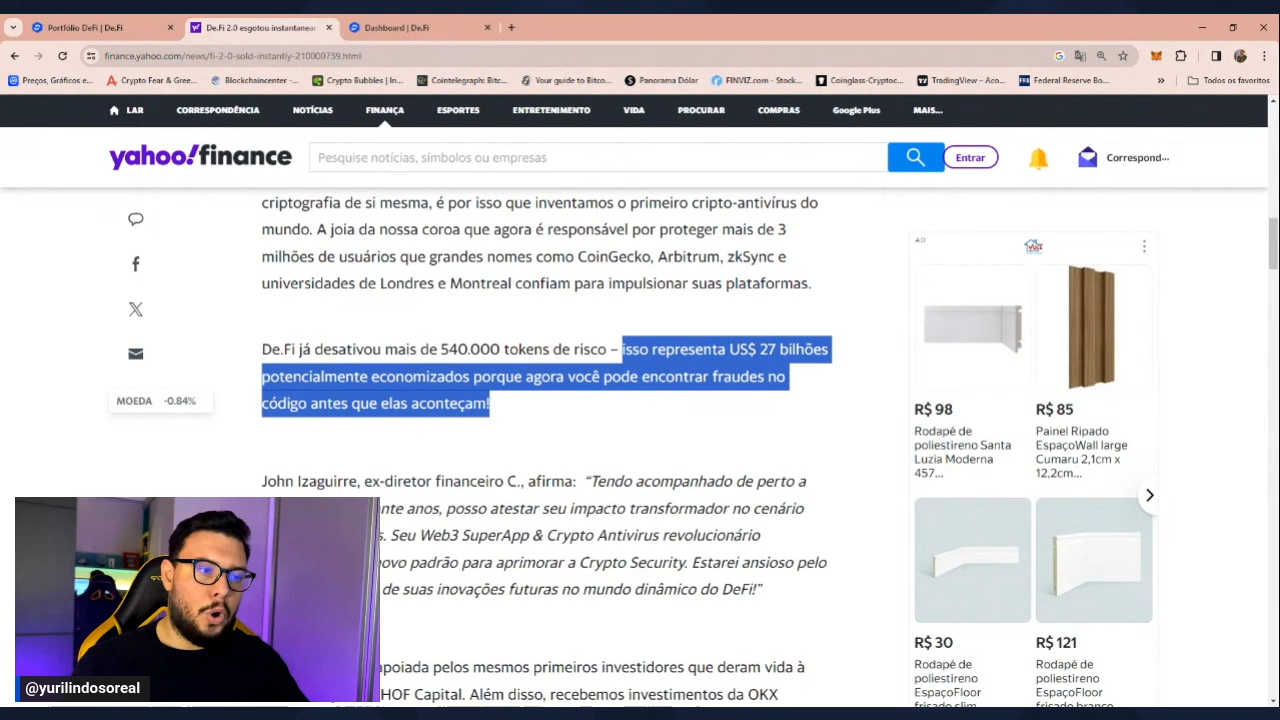 Portfólio DeFi | De.Fi
De.Fi 2.0 esgotou instantaneam
Dashboard | De.Fi
finance.yahoo.com/news/fi-2-0-sold-instantly-210000739.html
Preços, Gráficos e...
Crypto Fear & Gree...
Blockchaincenter -...
Crypto Bubbles | In...
Cointelegraph: Bitc...
Your guide to Bitco...
Panorama Dólar
FINVIZ.com - Stock...
Coinglass-Cryptoc...
TradingView – Aco...
Federal Reserve Bo...
Todos os favoritos
LAR
CORRESPONDÊNCIA
NOTÍCIAS
FINANÇA
ESPORTES
ENTRETENIMENTO
VIDA
PROCURAR
COMPRAS
Google Plus
MAIS...
yahoo!finance
Pesquise notícias, símbolos ou empresas
Entrar
Correspond...
criptografia de si mesma, é por isso que inventamos o primeiro cripto-antivírus do
mundo. A joia da nossa coroa que agora é responsável por proteger mais de 3
milhões de usuários que grandes nomes como CoinGecko, Arbitrum, zkSync e
universidades de Londres e Montreal confiam para impulsionar suas plataformas.
De.Fi já desativou mais de 540.000 tokens de risco – isso representa US$ 27 bilhões
potencialmente economizados porque agora você pode encontrar fraudes no
código antes que elas aconteçam!
MOEDA -0.84%
John Izaguirre, ex-diretor financeiro C., afirma: “Tendo acompanhado de perto a
ante anos, posso atestar seu impacto transformador no cenário
s. Seu Web3 SuperApp & Crypto Antivirus revolucionário
novo padrão para aprimorar a Crypto Security. Estarei ansioso pelo
de suas inovações futuras no mundo dinâmico do DeFi!”
apoiada pelos mesmos primeiros investidores que deram vida à
HOF Capital. Além disso, recebemos investimentos da OKX
AD
R$ 98
Rodapé de
poliestireno Santa
Luzia Moderna
457...
R$ 85
Painel Ripado
EspaçoWall large
Cumaru 2,1cm x
12,2cm...
R$ 30
Rodapé de
poliestireno
EspaçoFloor
frisado slim
R$ 121
Rodapé de
poliestireno
EspaçoFloor
frisado branco
@yurilindosoreal